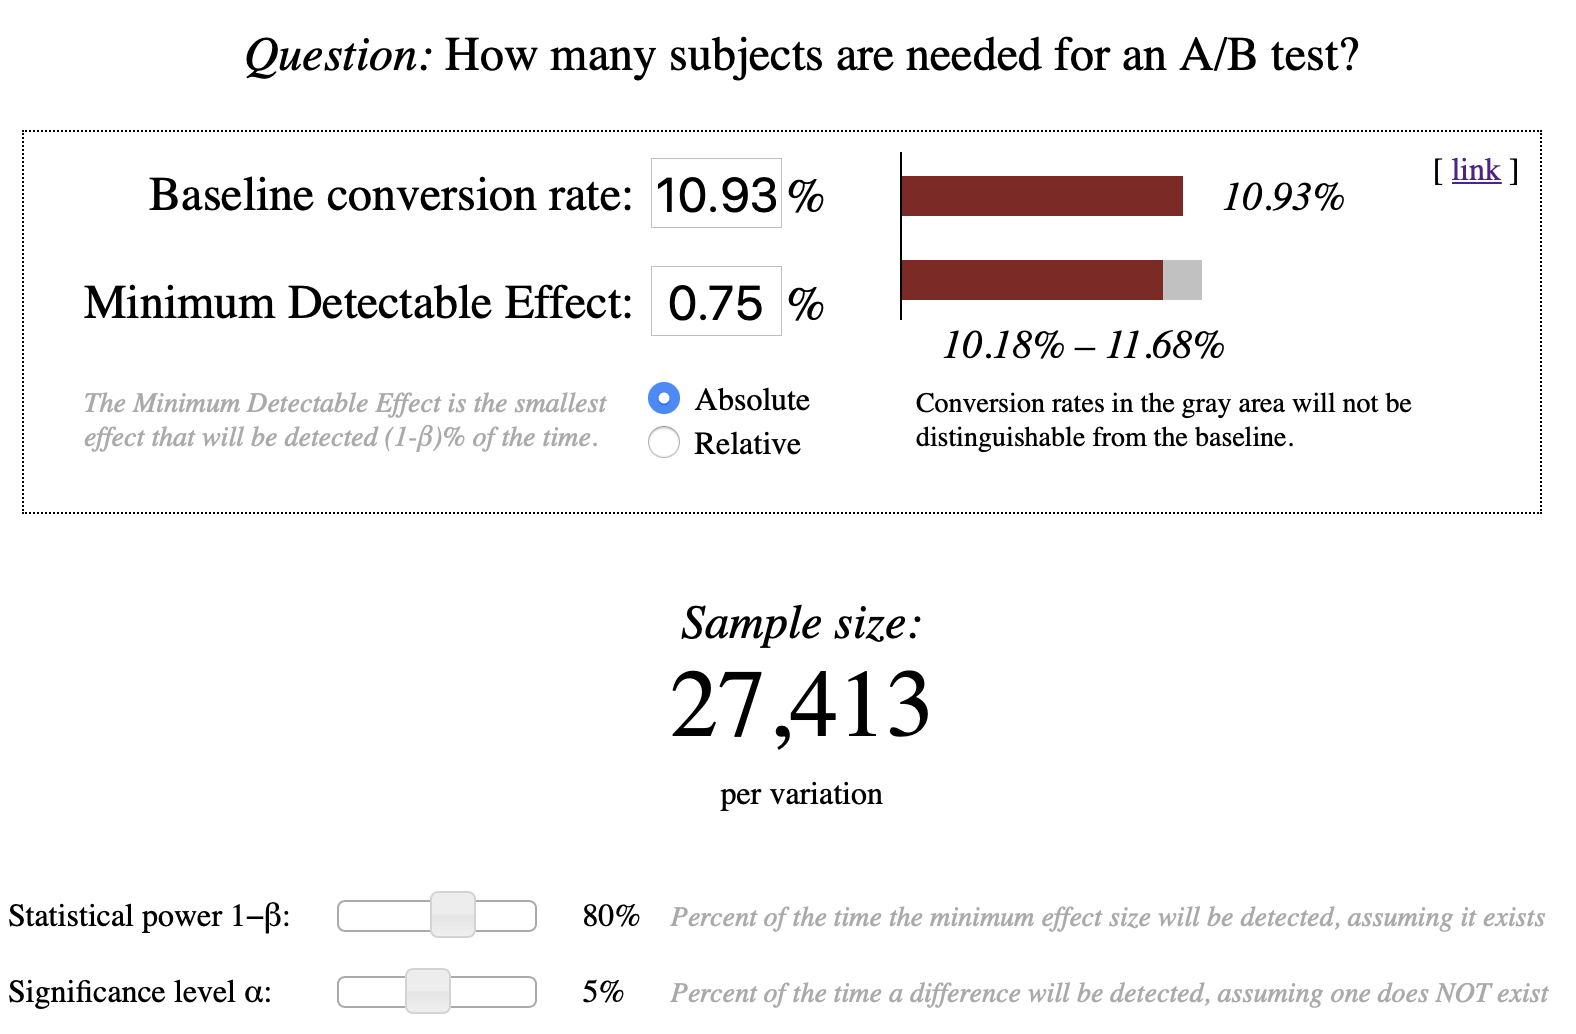 Question: How many subjects are needed for an A/B test?
[ link ]
Baseline conversion rate: 10.93 %
10.93%
Minimum Detectable Effect: 0.75 %
10.18% – 11.68%
The Minimum Detectable Effect is the smallest
effect that will be detected (1-β)% of the time.
Absolute
Relative
Conversion rates in the gray area will not be
distinguishable from the baseline.
Sample size:
27,413
per variation
Statistical power 1−β: 80% Percent of the time the minimum effect size will be detected, assuming it exists
Significance level α: 5% Percent of the time a difference will be detected, assuming one does NOT exist